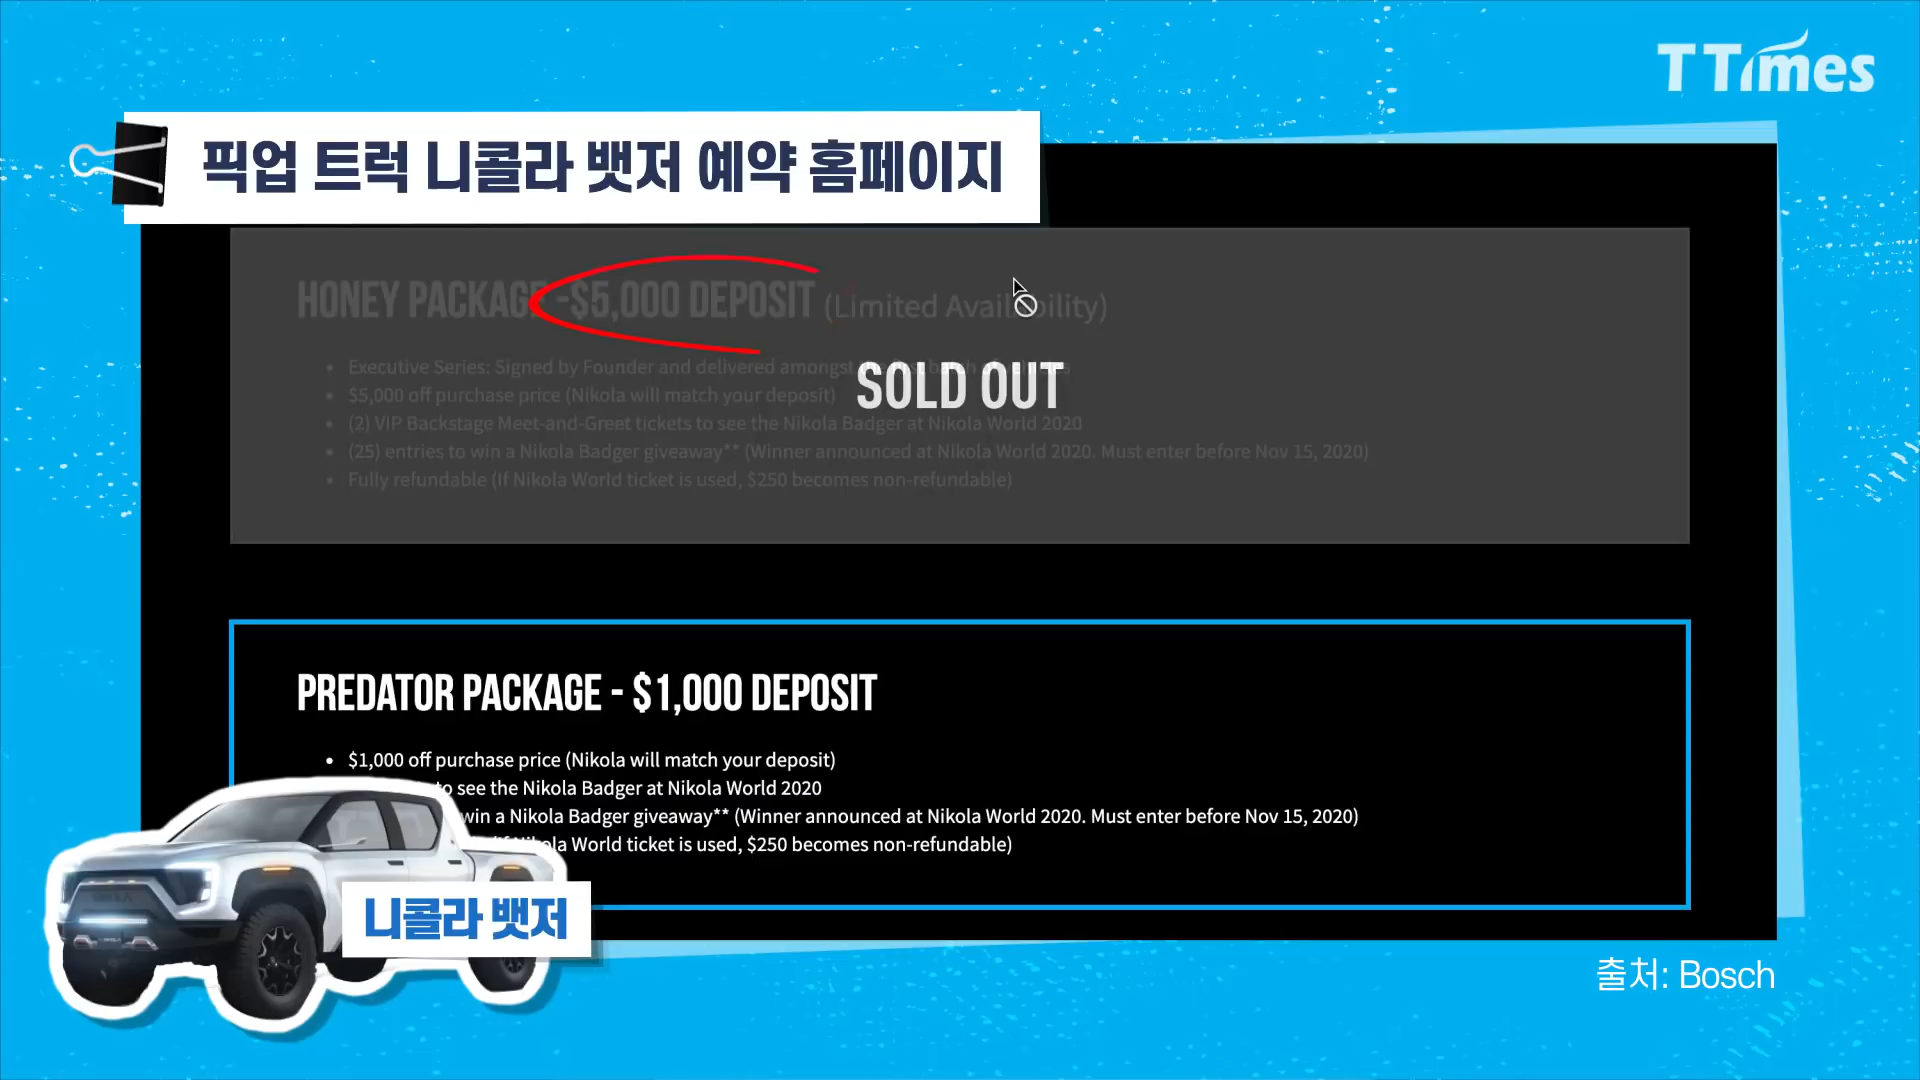 TTimes
픽업 트럭 니콜라 뱃저 예약 홈페이지
HONEY PACKAGE -$5,000 DEPOSIT (Limited Availability)
Executive Series: Signed by Founder and delivered amongst the first batch of
SOLD OUT
$5,000 off purchase price (Nikola will match your deposit)
(2) VIP Backstage Meet-and-Greet tickets to see the Nikola Badger at Nikola World 2020
(25) entries to win a Nikola Badger giveaway** (Winner announced at Nikola World 2020. Must enter before Nov 15, 2020)
Fully refundable (If Nikola World ticket is used, $250 becomes non-refundable)
PREDATOR PACKAGE - $1,000 DEPOSIT
$1,000 off purchase price (Nikola will match your deposit)
to see the Nikola Badger at Nikola World 2020
win a Nikola Badger giveaway** (Winner announced at Nikola World 2020. Must enter before Nov 15, 2020)
(If Nikola World ticket is used, $250 becomes non-refundable)
니콜라 뱃저
출처: Bosch